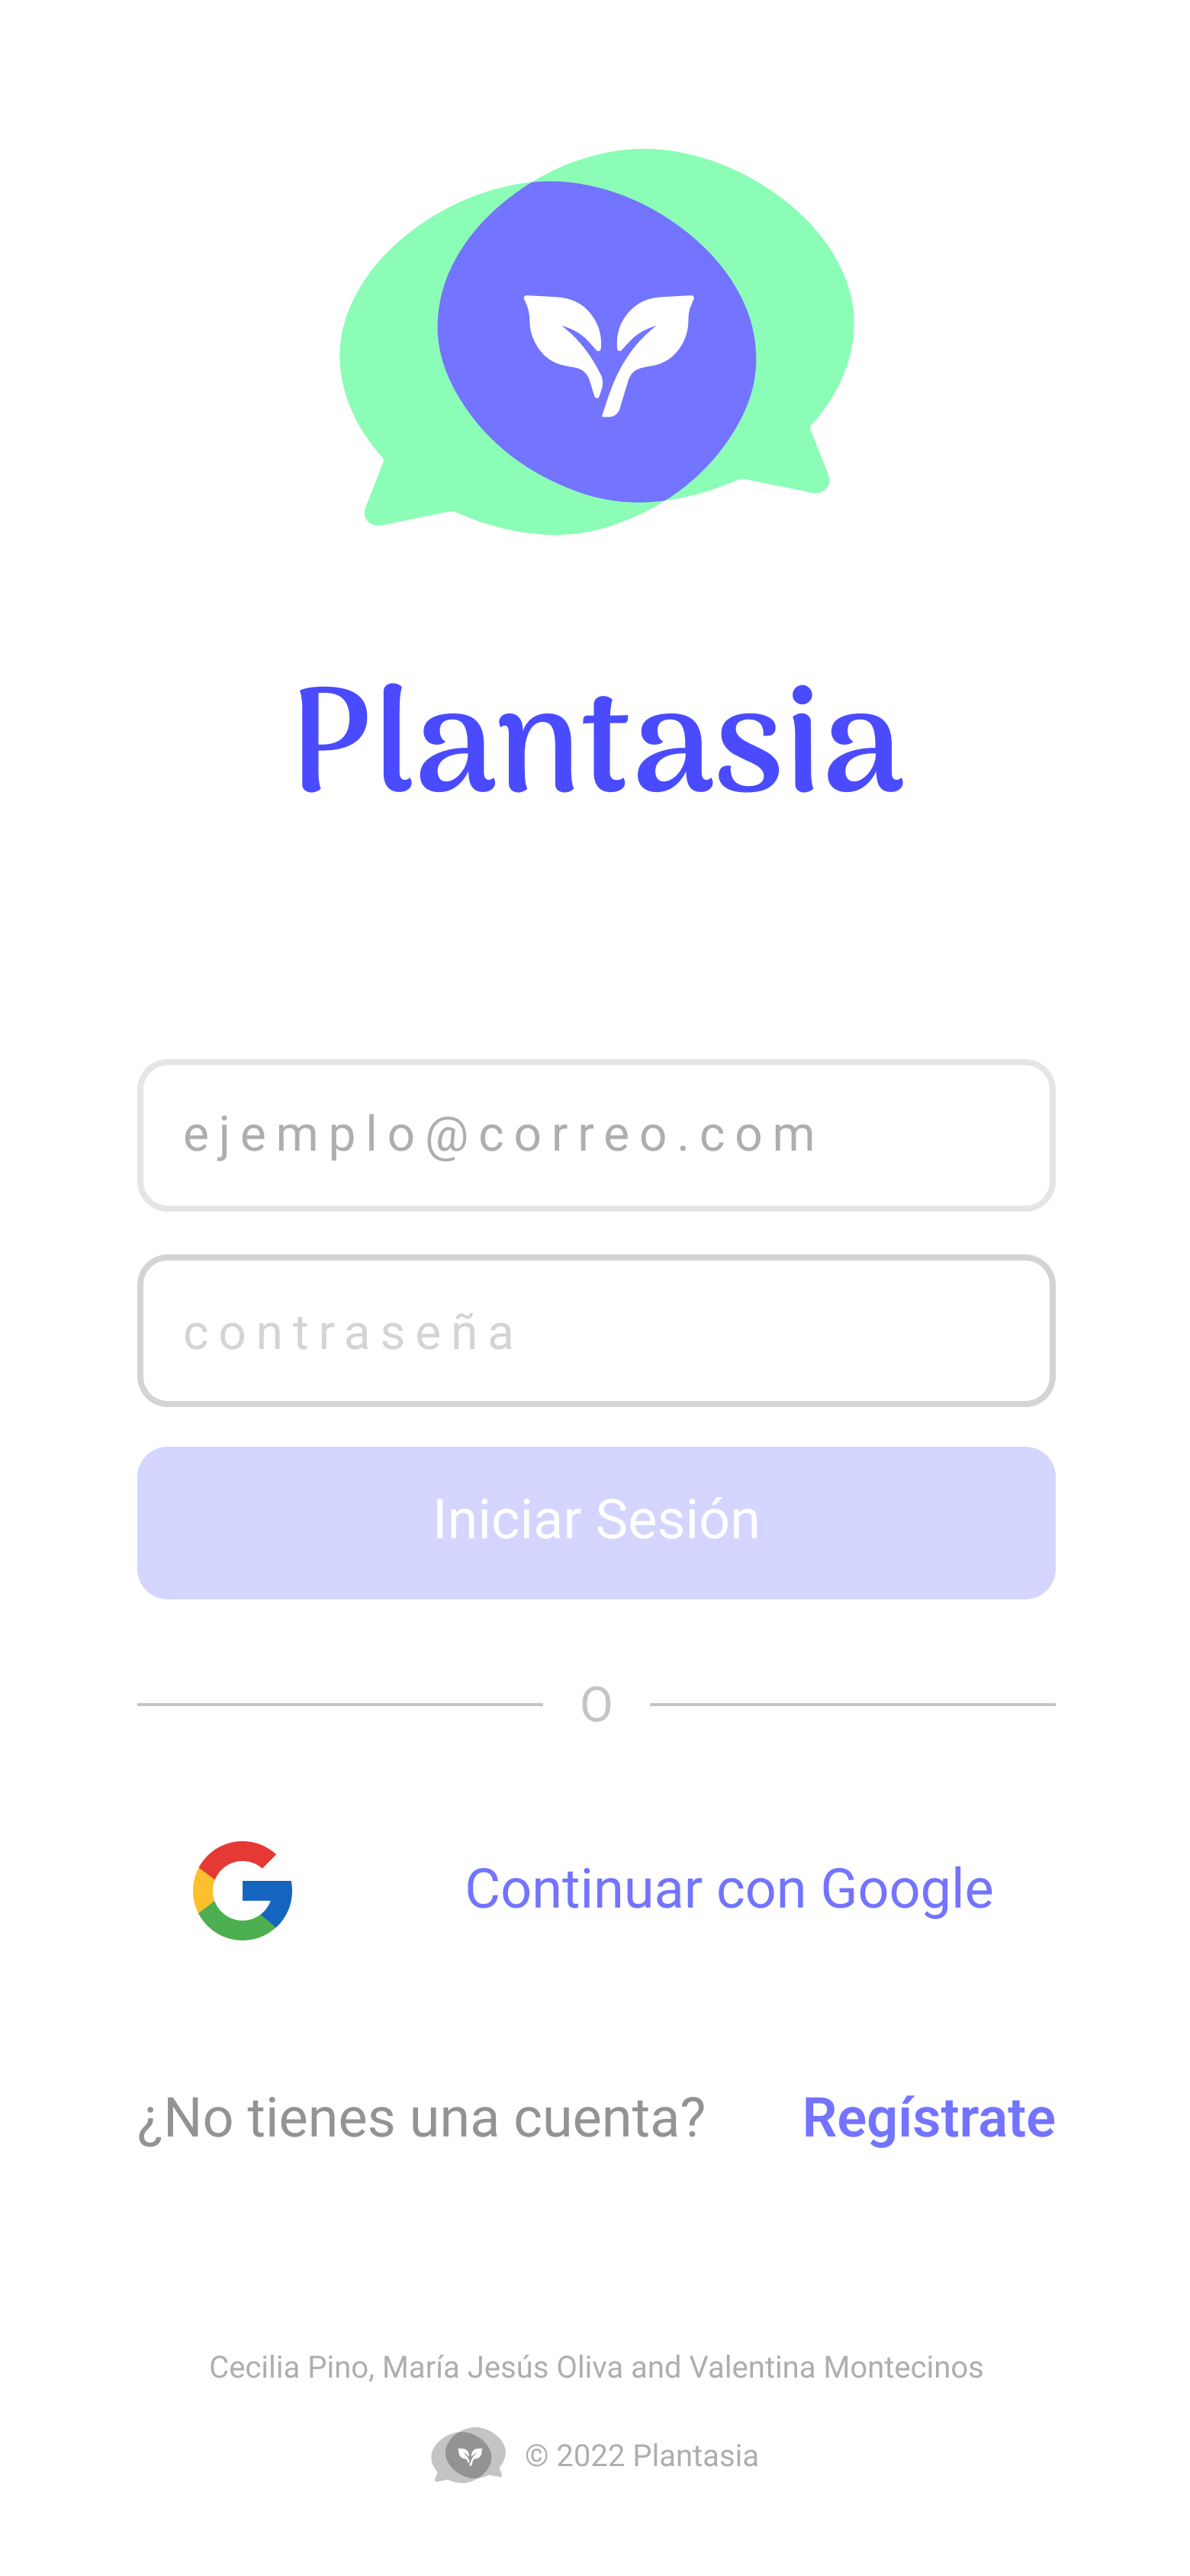 Plantasia
ejemplo@correo.com
contraseña
Iniciar Sesión
O
Continuar con Google
¿No tienes una cuenta? Regístrate
Cecilia Pino, María Jesús Oliva and Valentina Montecinos
© 2022 Plantasia